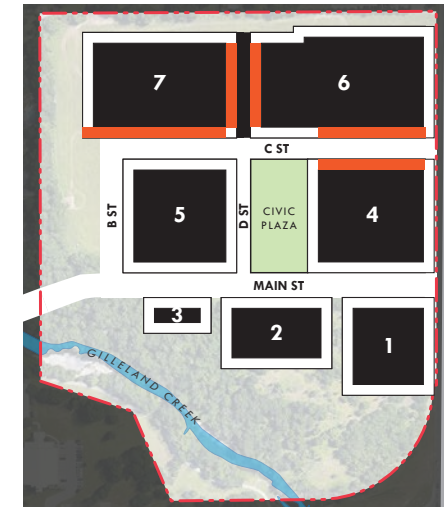 7
6
C ST
B ST
5
D ST
CIVIC
PLAZA
4
MAIN ST
3
2
1
GILLELAND CREEK